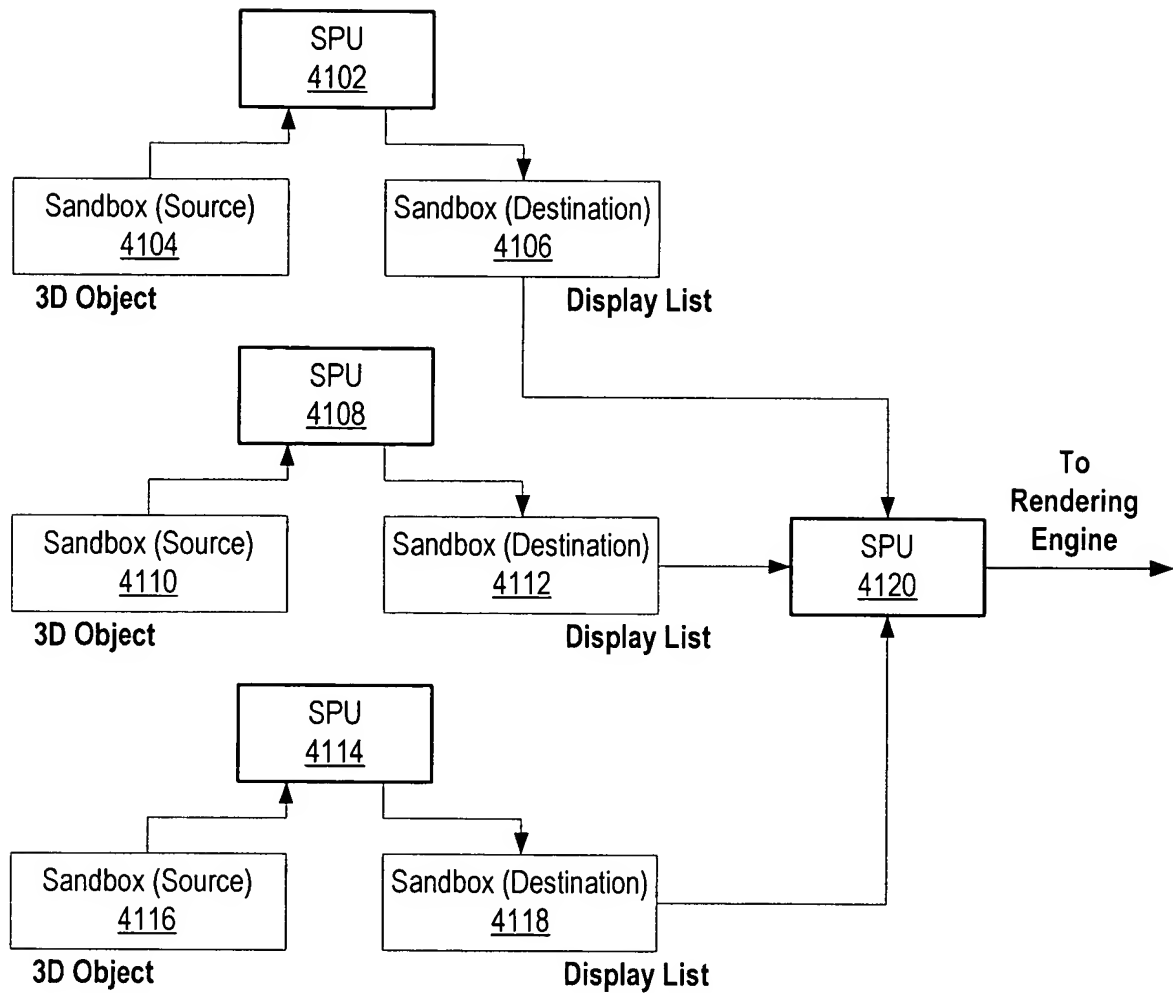 SPU
4102
Sandbox (Source)
4104
3D Object
Sandbox (Destination)
4106
Display List
SPU
4108
Sandbox (Source)
4110
3D Object
Sandbox (Destination)
4112
Display List
To
Rendering
Engine
SPU
4120
SPU
4114
Sandbox (Source)
4116
3D Object
Sandbox (Destination)
4118
Display List